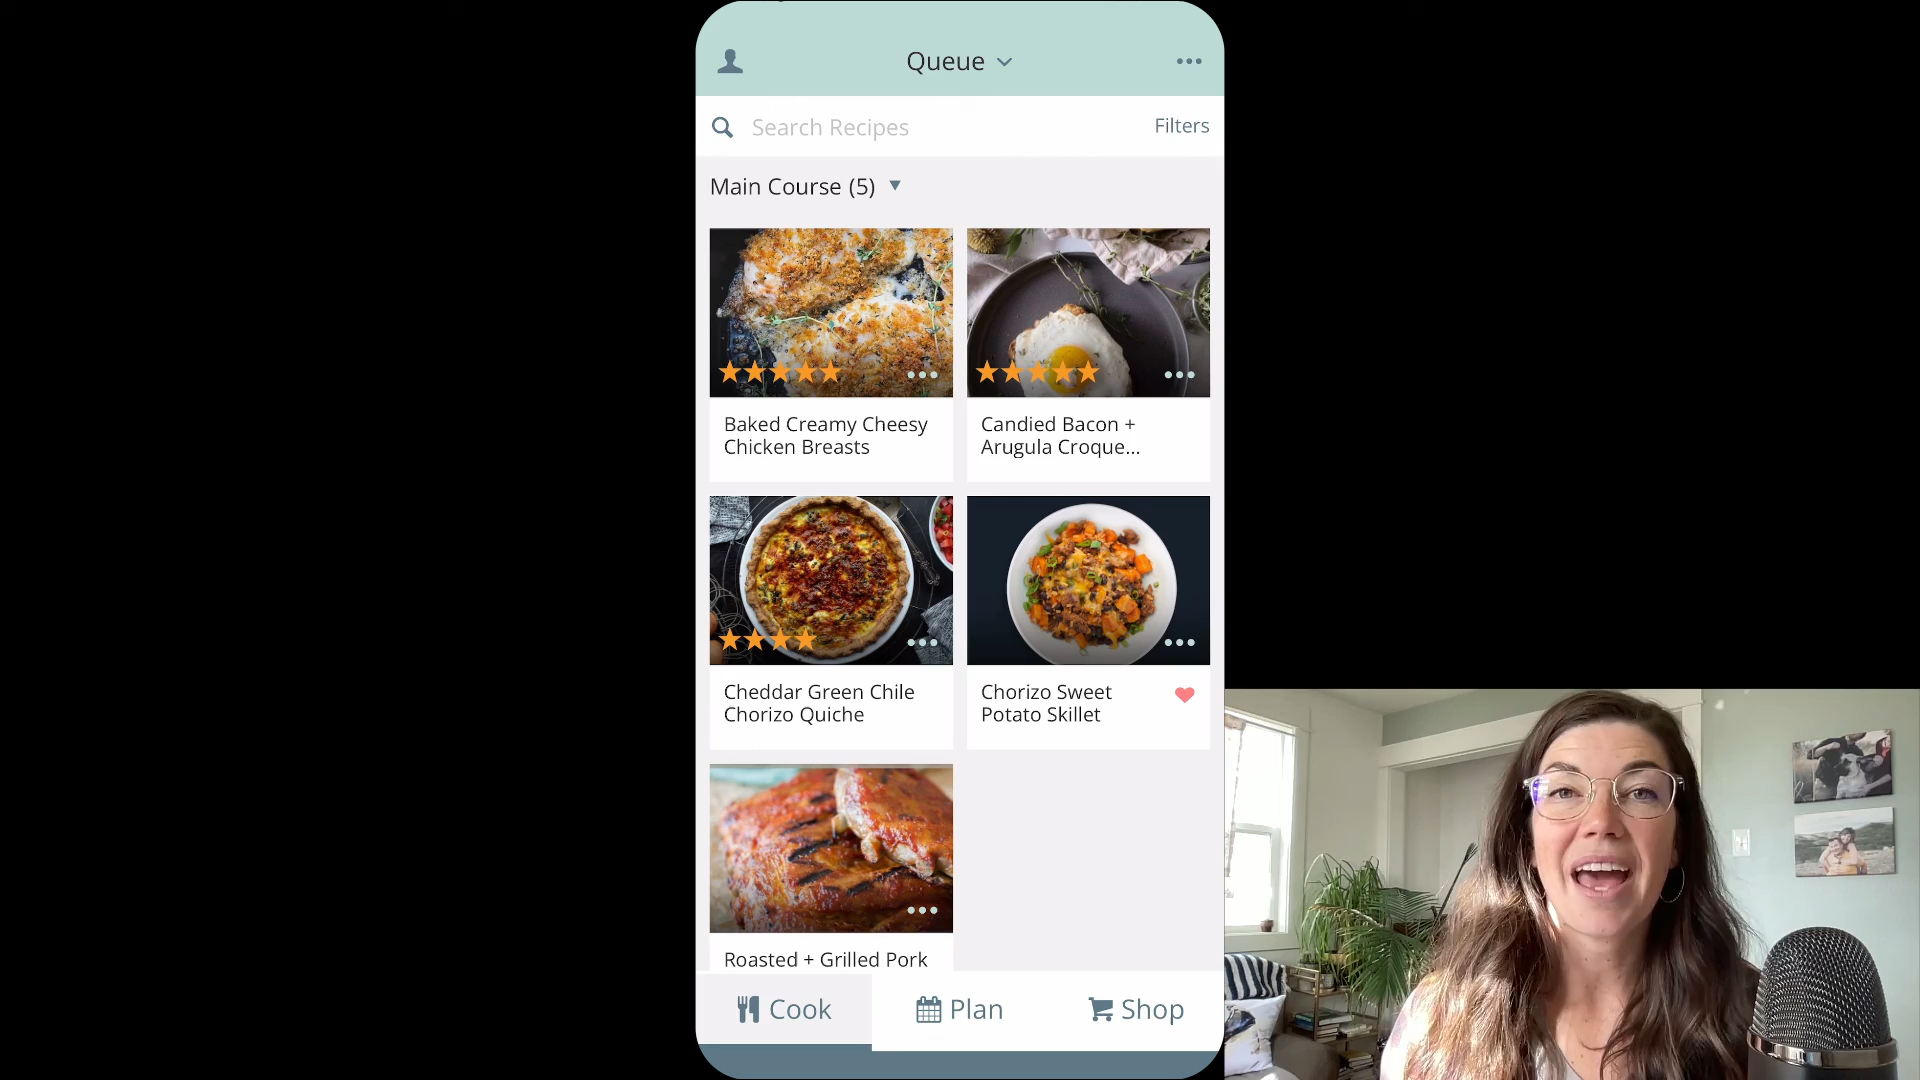 Queue
Search Recipes
Filters
Main Course (5)
Baked Creamy Cheesy
Chicken Breasts
Candied Bacon +
Arugula Croque...
Cheddar Green Chile
Chorizo Quiche
Chorizo Sweet
Potato Skillet
Roasted + Grilled Pork
Cook
Plan
Shop